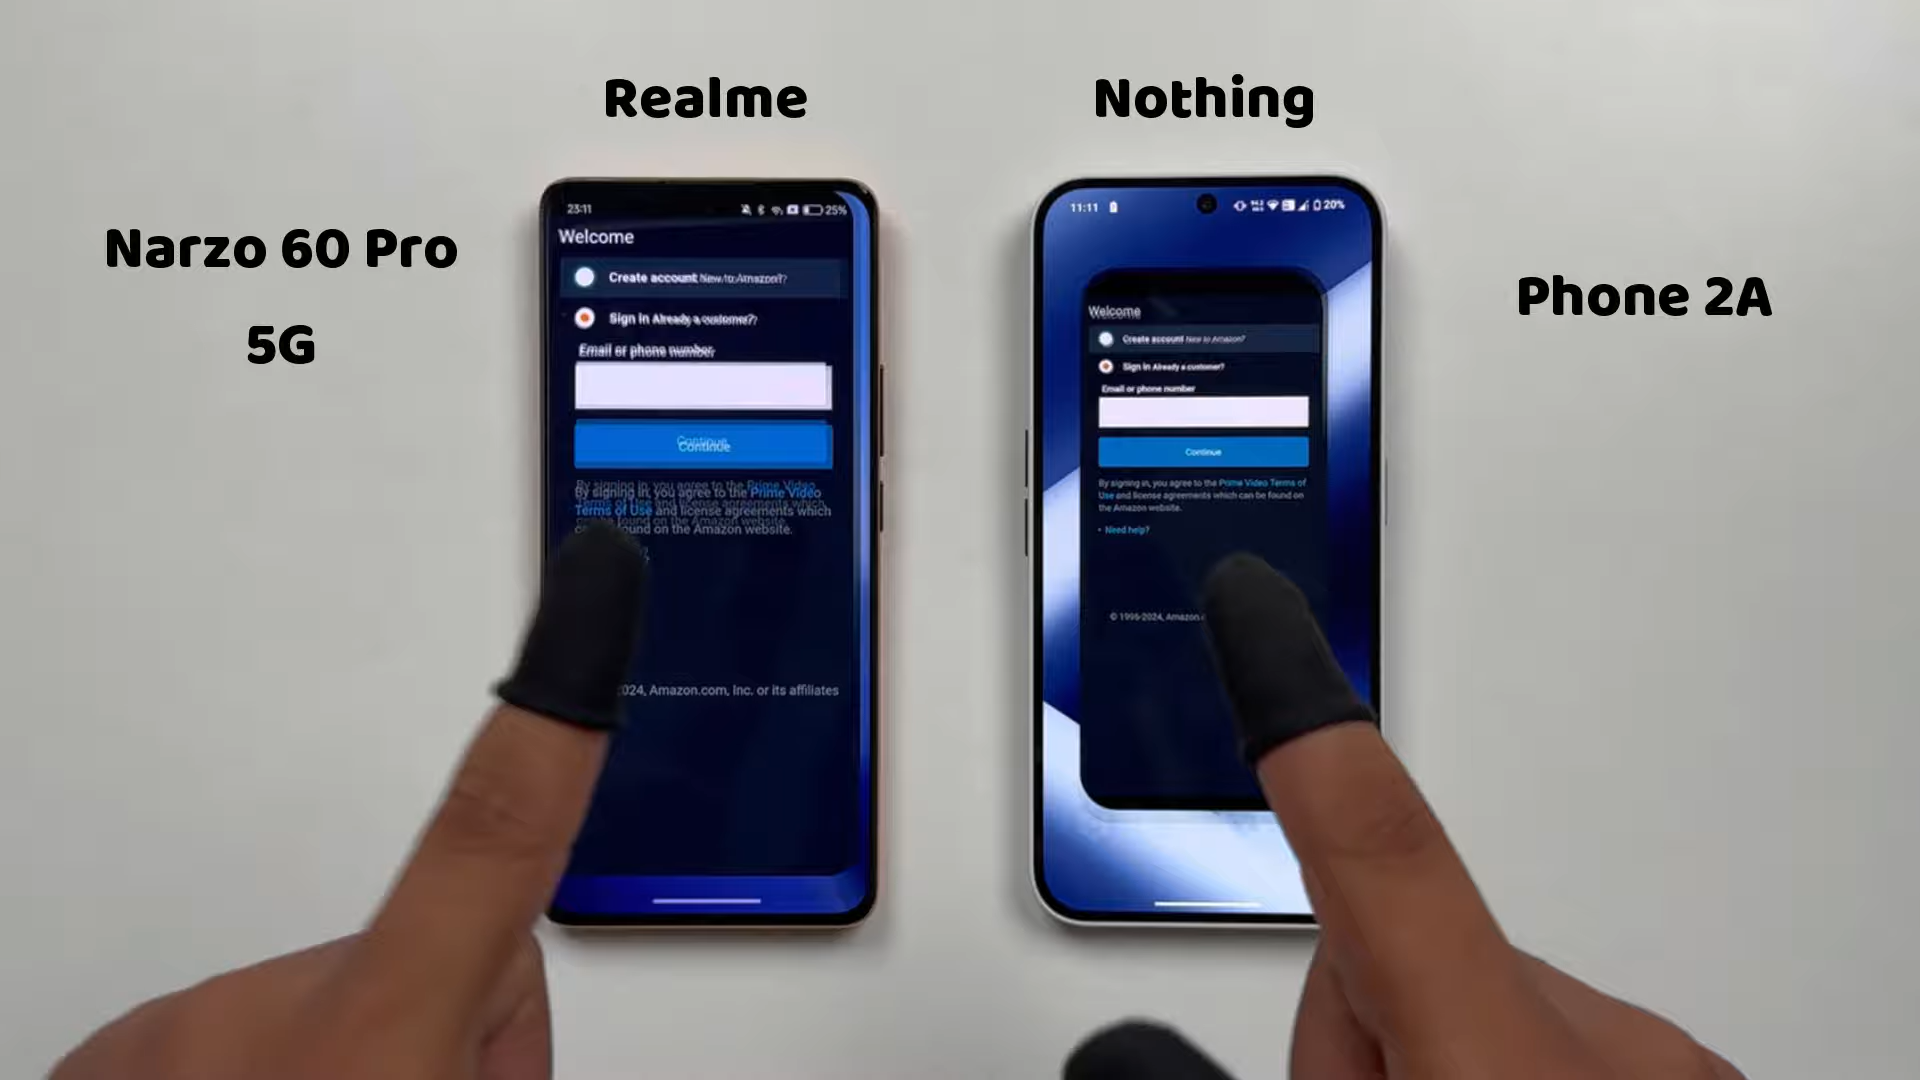 Realme
Nothing
Narzo 60 Pro
5G
Phone 2A
23:11
25%
Welcome
Create account New to Amazon?
Sign in Already a customer?
Email or phone number
Continue
By signing in, you agree to the Prime Video
Terms of Use and license agreements which
found on the Amazon website.
2024, Amazon.com, Inc. or its affiliates
11:11
20%
Welcome
Create account New to Amazon?
Sign in Already a customer?
Email or phone number
Continue
By signing in, you agree to the Prime Video Terms of
Use and license agreements which can be found on
the Amazon website.
Need help?
© 1996-2024, Amazon.c